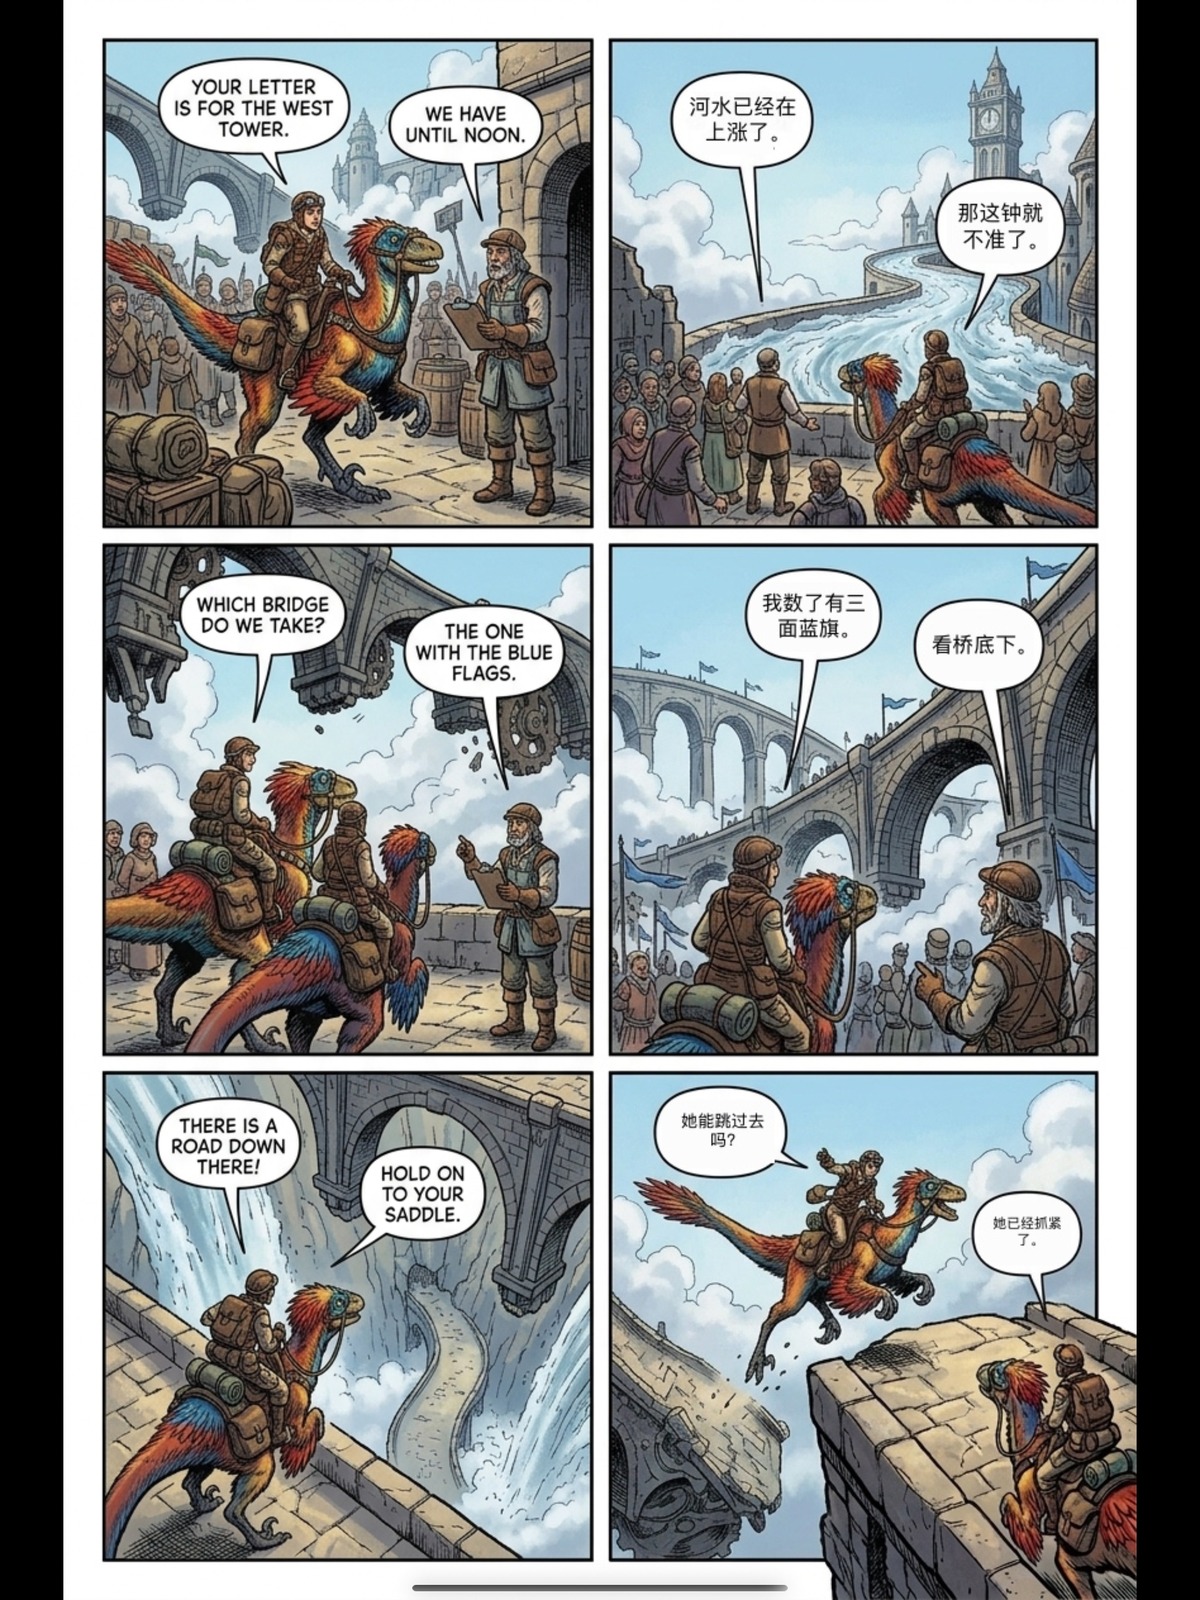 YOUR LETTER
IS FOR THE WEST
TOWER.
WE HAVE
UNTIL NOON.
河水已经在
上涨了。
那这钟就
不准了。
WHICH BRIDGE
DO WE TAKE?
THE ONE
WITH THE BLUE
FLAGS.
我数了有三
面蓝旗。
看桥底下。
THERE IS A
ROAD DOWN
THERE!
HOLD ON
TO YOUR
SADDLE.
她能跳过去
吗?
她已经抓紧
了。